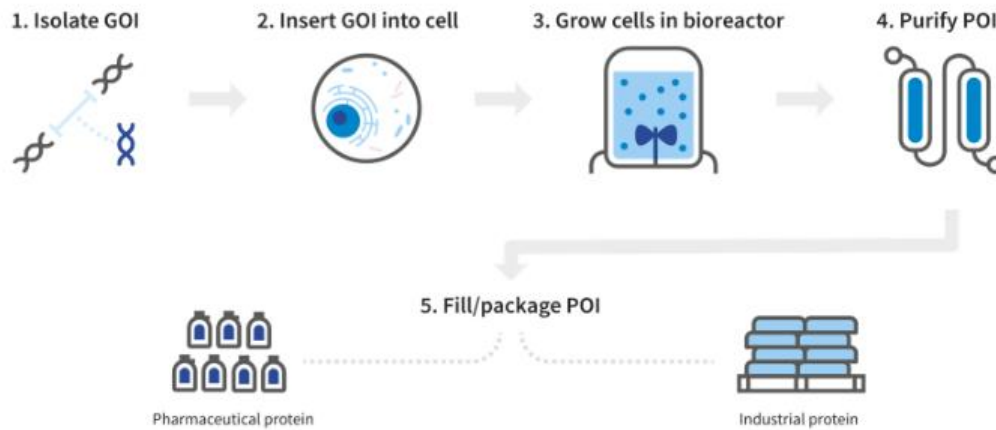 1. Isolate GOI
2. Insert GOI into cell
3. Grow cells in bioreactor
4. Purify POI
5. Fill/package POI
Pharmaceutical protein
Industrial protein